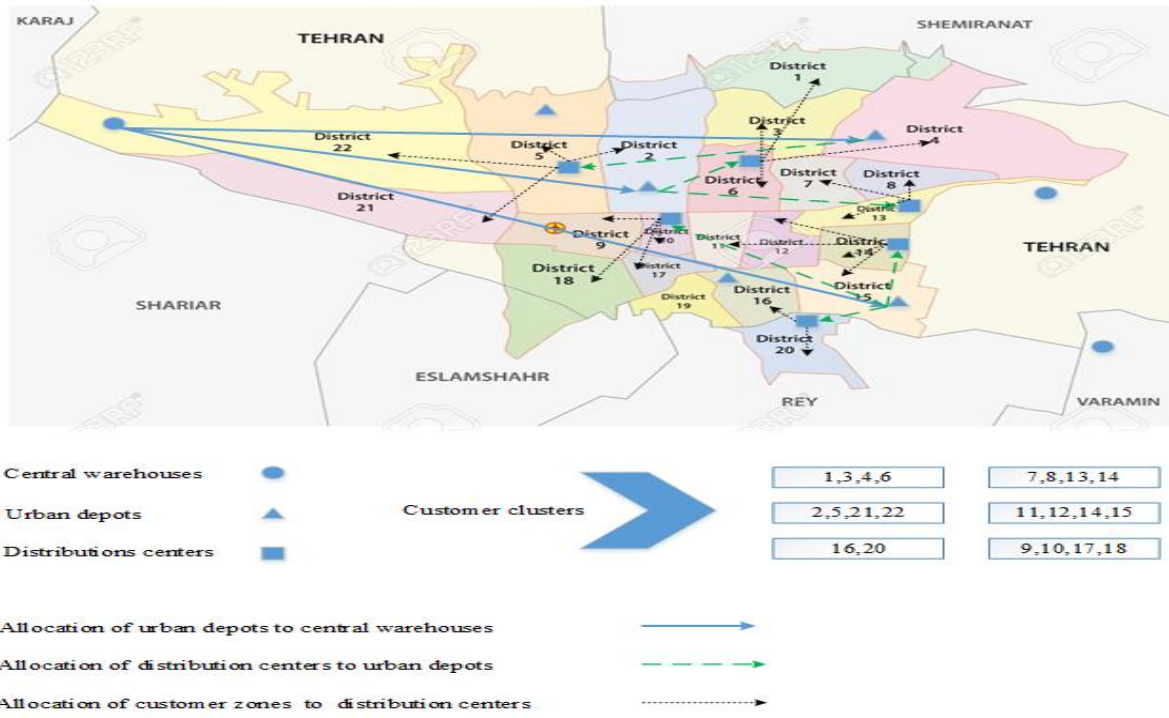 KARAJ
SHEMIRANAT
TEHRAN
District
1
District
3
District
4
District
22
District
5
District
2
District
6
District
7
District
8
District
21
District
13
District
9
District
10
District
11
District
12
District
14
TEHRAN
District
18
District
17
District
15
District
16
District
19
SHARIAR
District
20
ESLAMSHAHR
REY
VARAMIN
Central warehouses
Urban depots
Distributions centers
Customer clusters
1,3,4,6
7,8,13,14
2,5,21,22
11,12,14,15
16,20
9,10,17,18
Allocation of urban depots to central warehouses
Allocation of distribution centers to urban depots
Allocation of customer zones to distribution centers